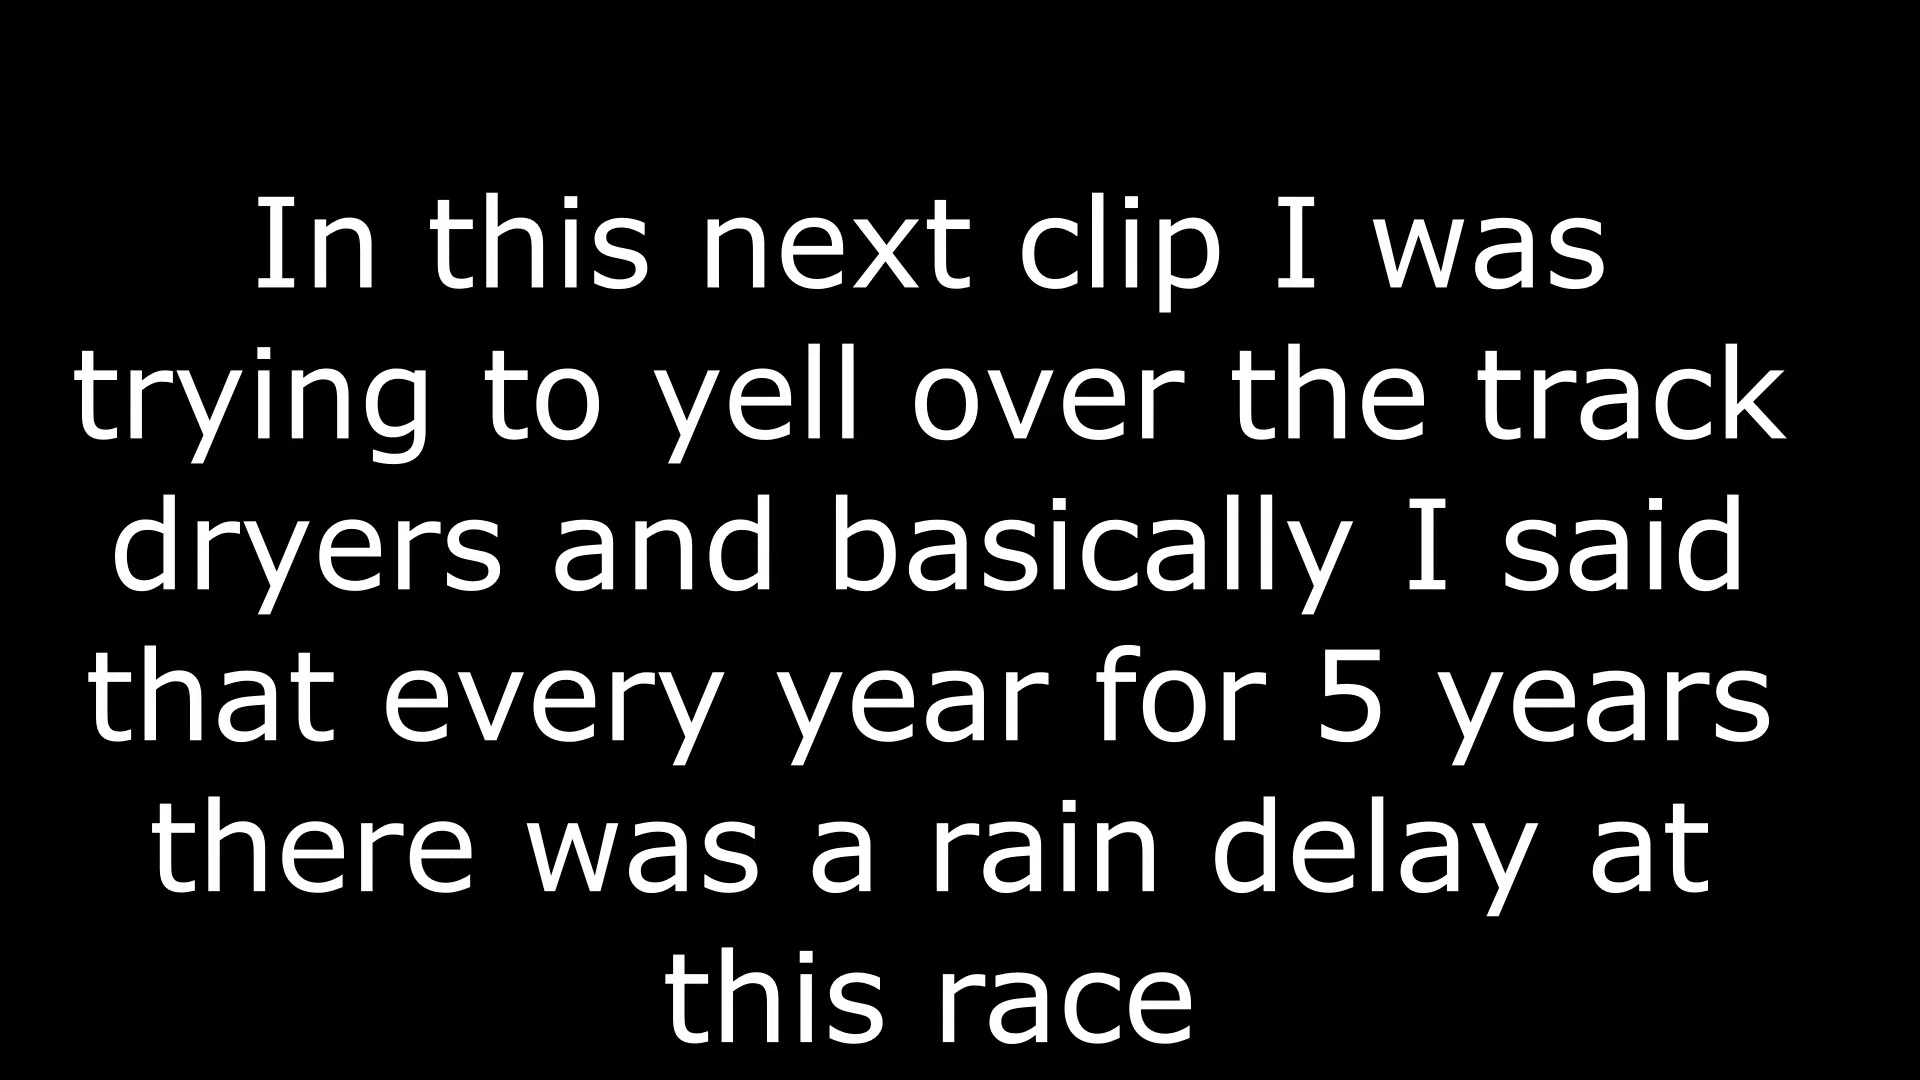 In this next clip I was
trying to yell over the track
dryers and basically I said
that every year for 5 years
there was a rain delay at
this race